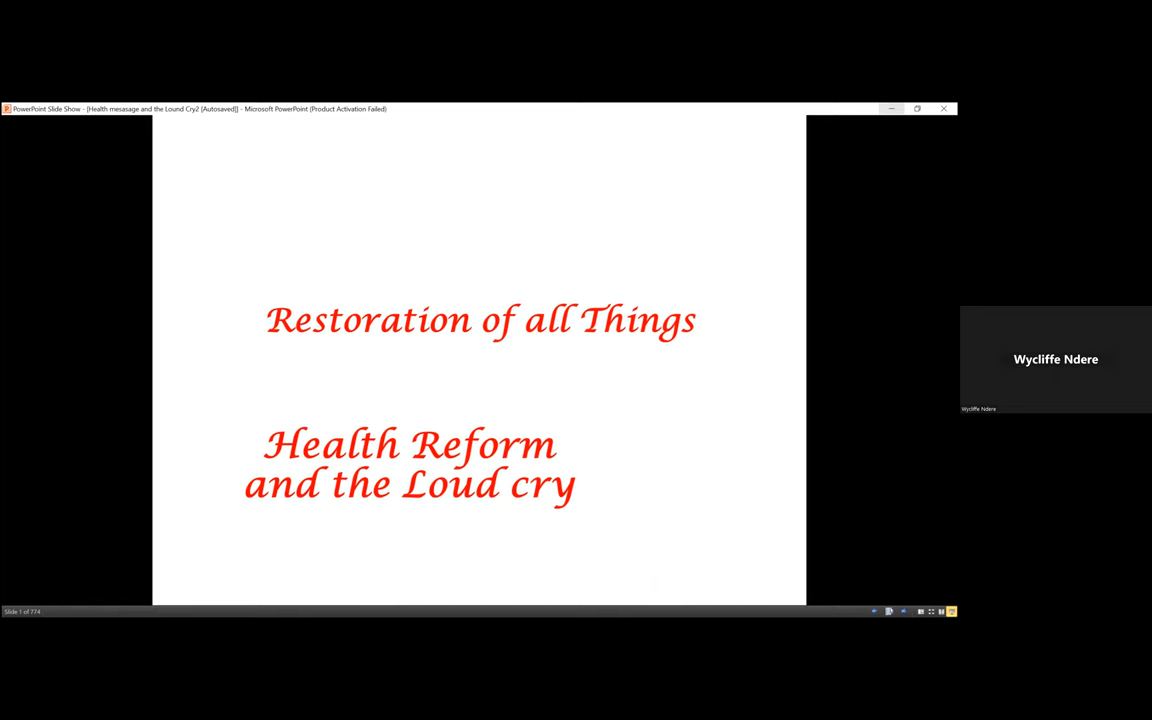 PowerPoint Slide Show - [Health mesasage and the Lound Cry2 [Autosaved]] - Microsoft PowerPoint (Product Activation Failed)
Restoration of all Things
Health Reform
and the Loud cry
Wycliffe Ndere
Wycliffe Ndere
Slide 1 of 774